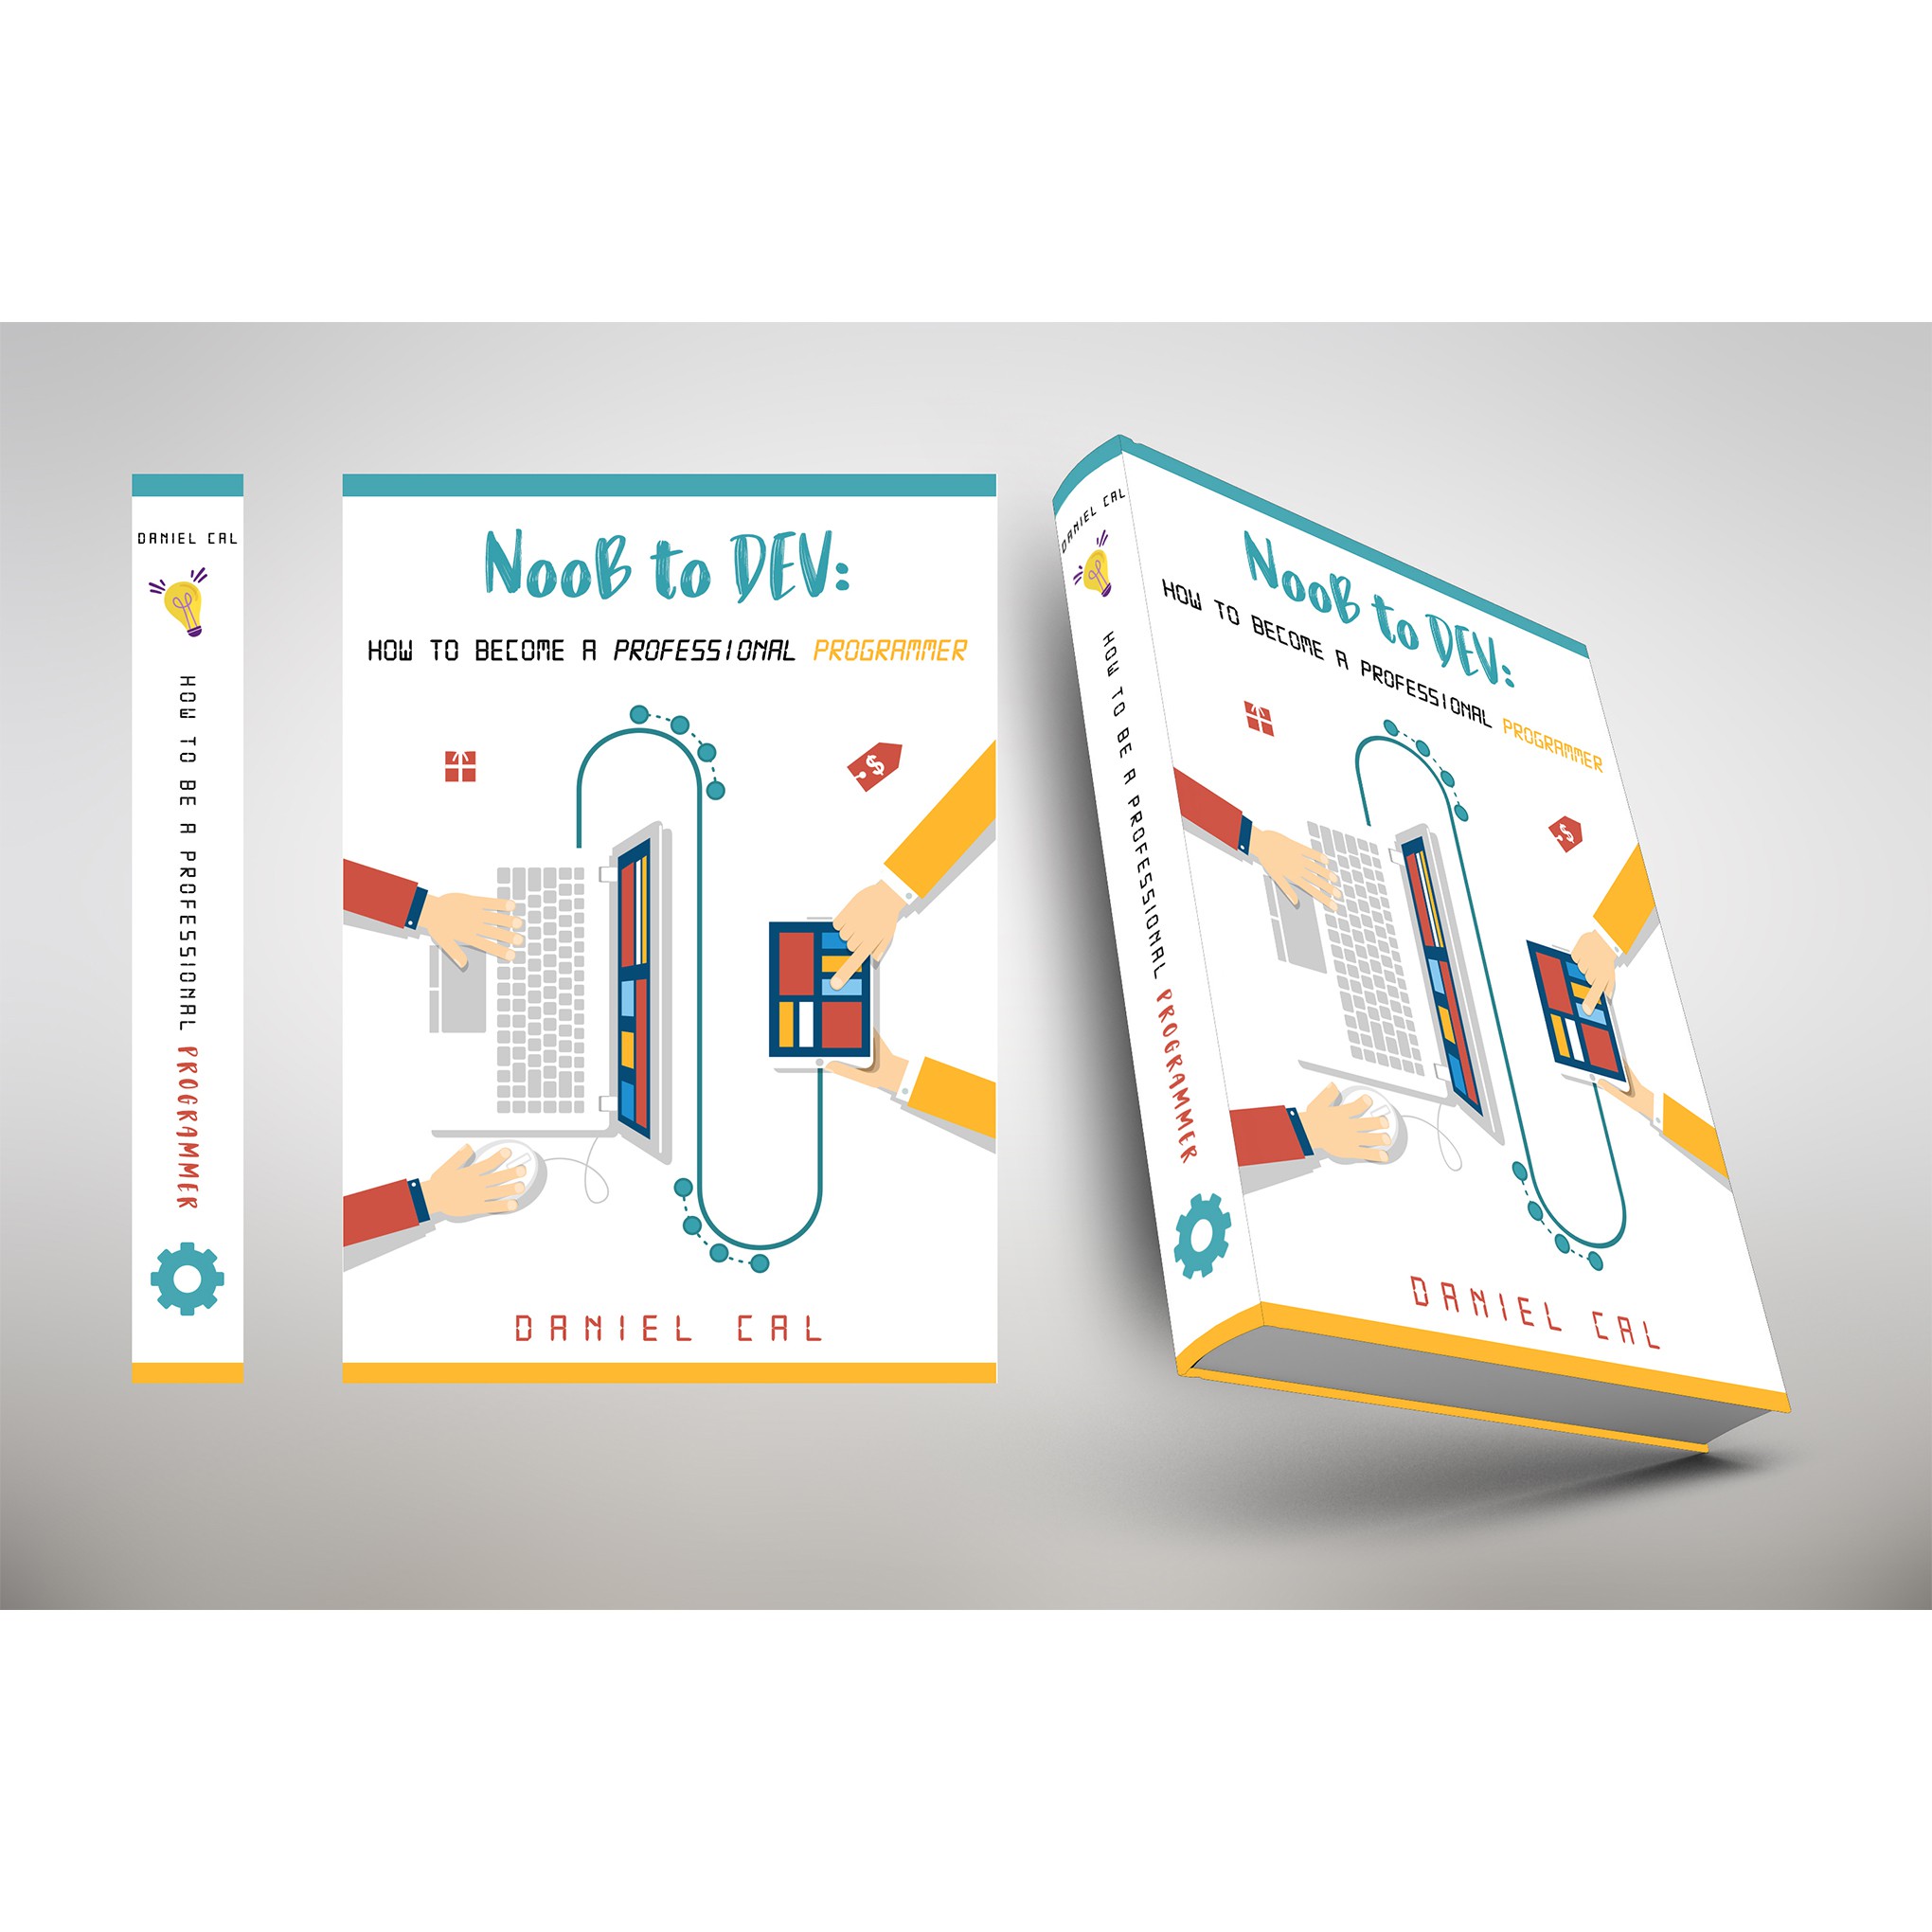 DANIEL CAL
HOW TO BE A PROFESSIONAL PROGRAMMER
NooB to DEV:
HOW TO BECOME A PROFESSIONAL PROGRAMMER
$
DANIEL CAL
DANIEL CAL
HOW TO BE A PROFESSIONAL PROGRAMMER
NooB to DEV:
HOW TO BECOME A PROFESSIONAL PROGRAMMER
$
DANIEL CAL